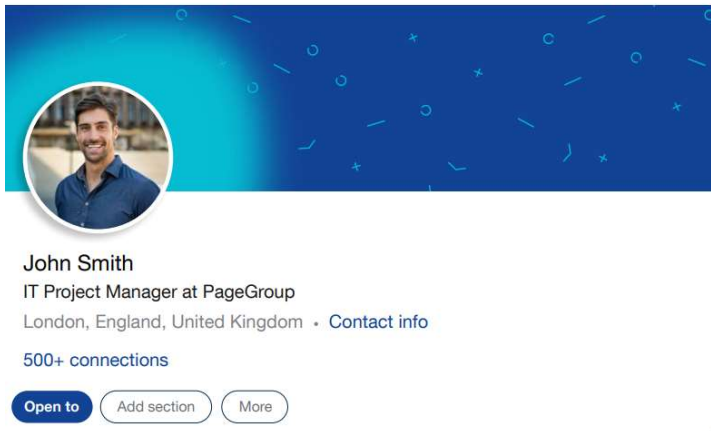 John Smith
IT Project Manager at PageGroup
London, England, United Kingdom • Contact info
500+ connections
Open to Add section More